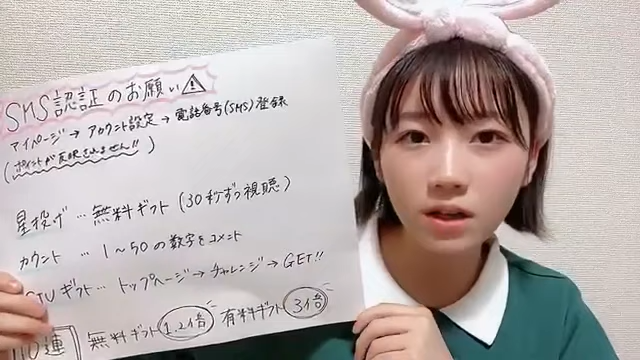 SMS認証のお願い⚠
マイページ→アカウント設定→電話番号(SMS)登録
(ポイントが反映されません!!)
星投げ…無料ギフト(30秒ずつ視聴)
カウント…1〜50の数字をコメント
ギフト…トップページ→チャレンジ→GET!!
110連 無料ギフト1.2倍 有料ギフト3倍